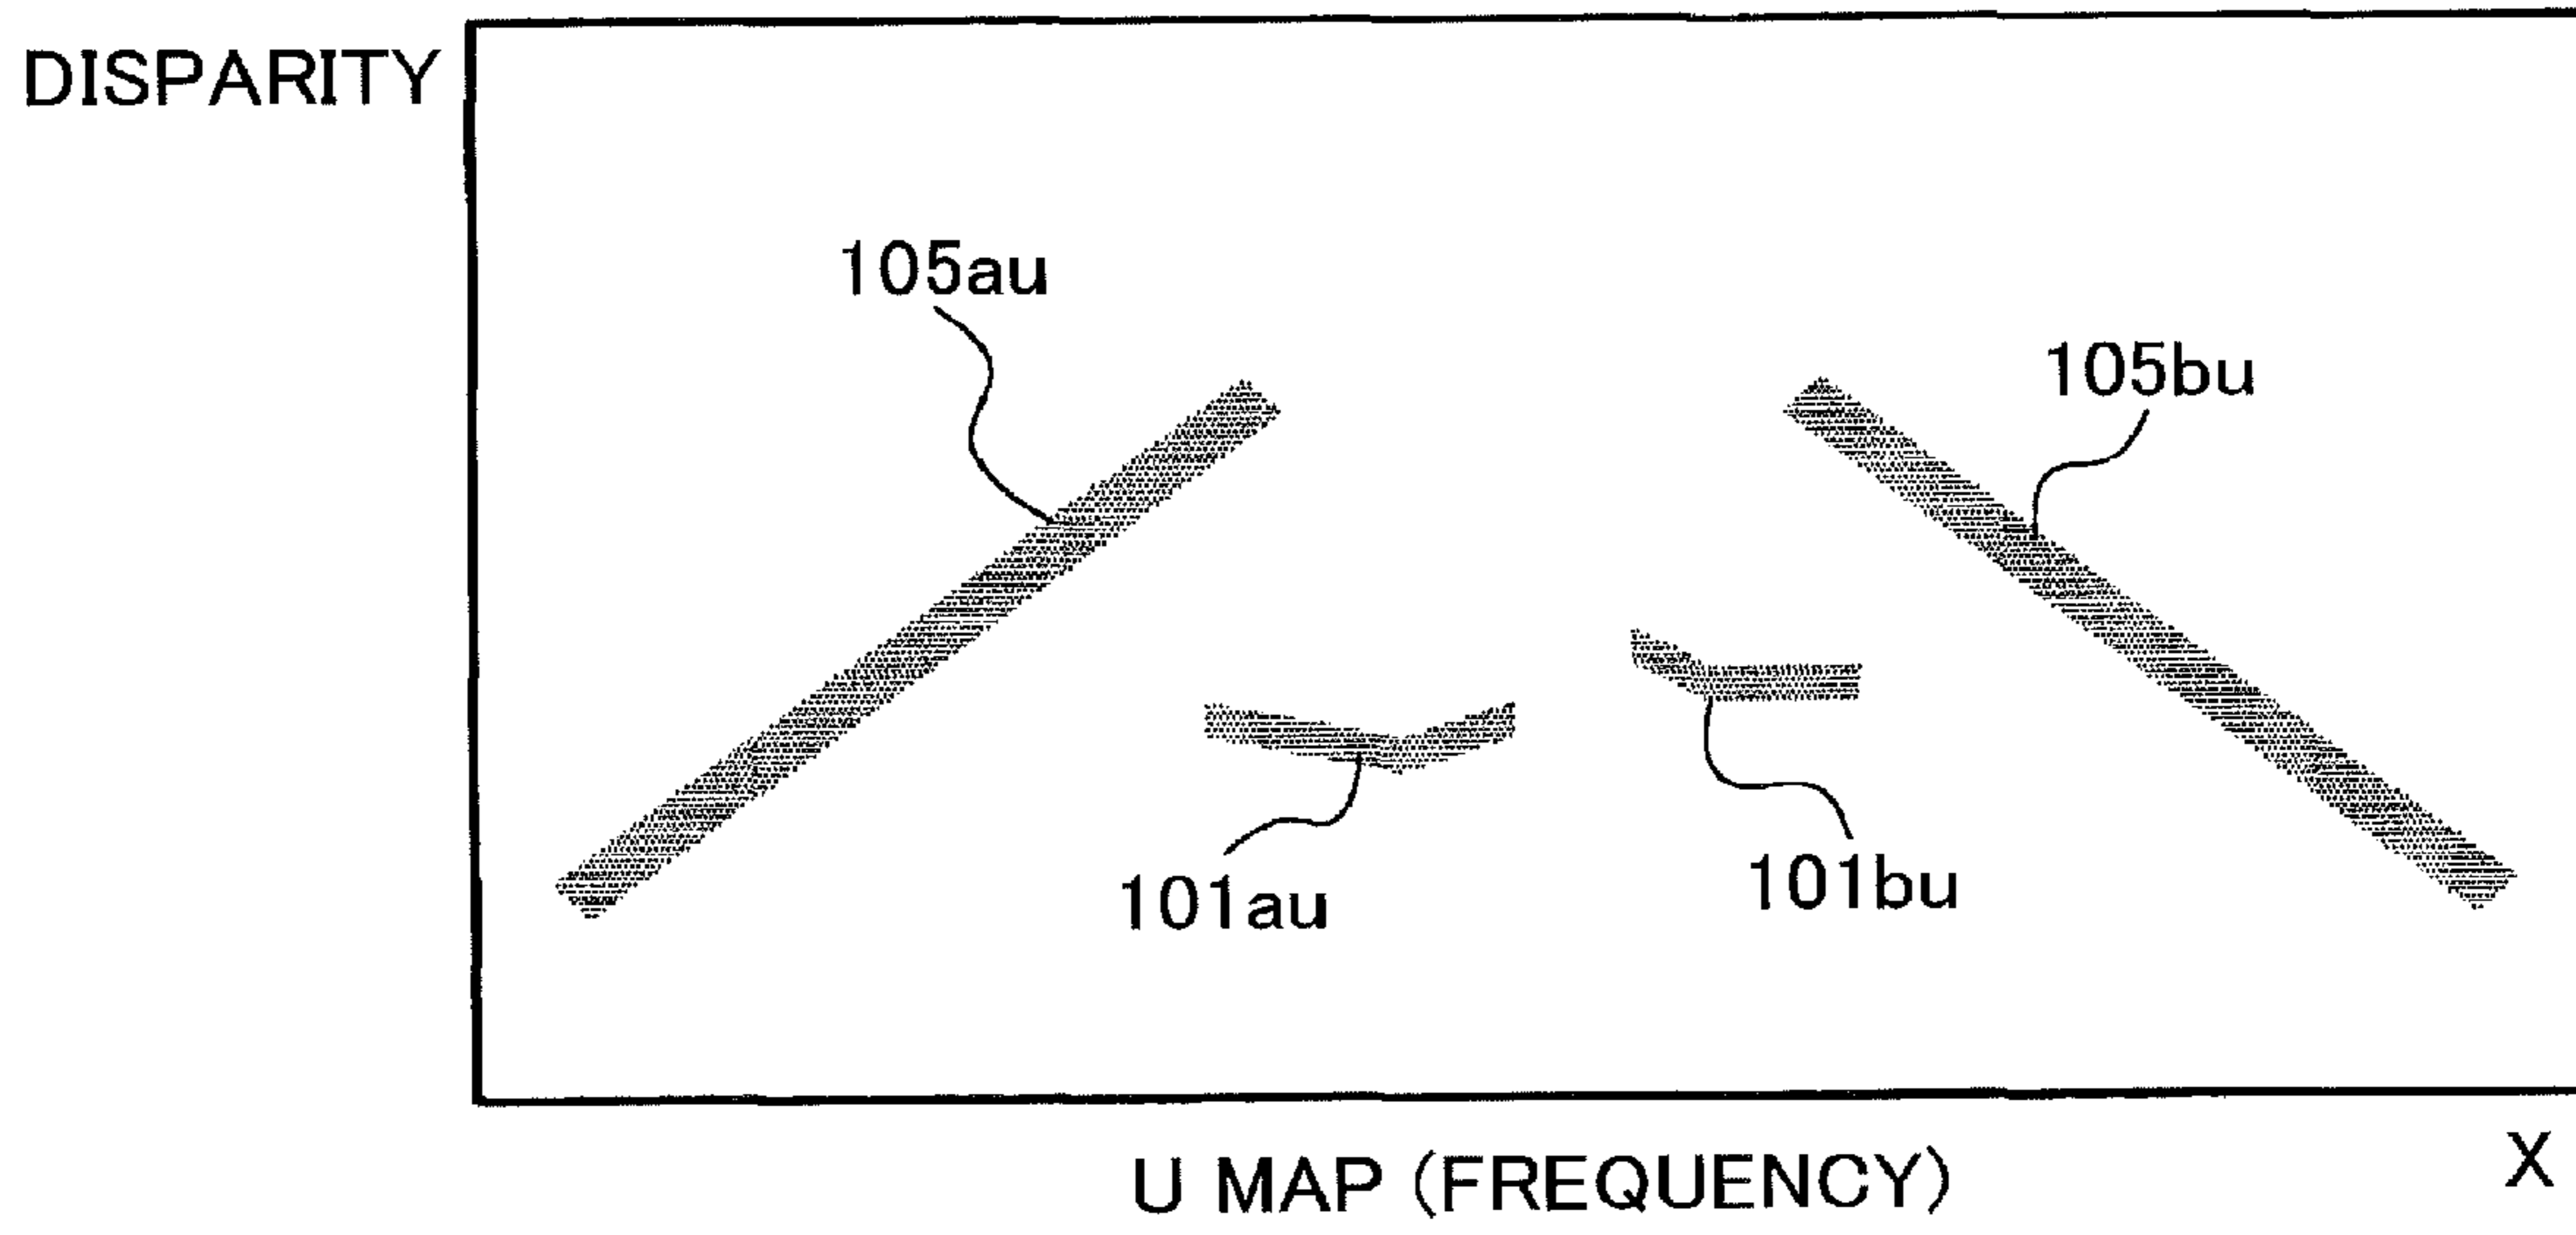 DISPARITY
105au
105bu
101au
101bu
U MAP (FREQUENCY)
X